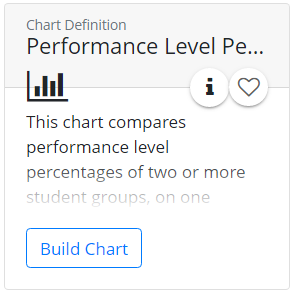 Chart Definition
Performance Level Pe...
This chart compares
performance level
percentages of two or more
student groups, on one
Build Chart